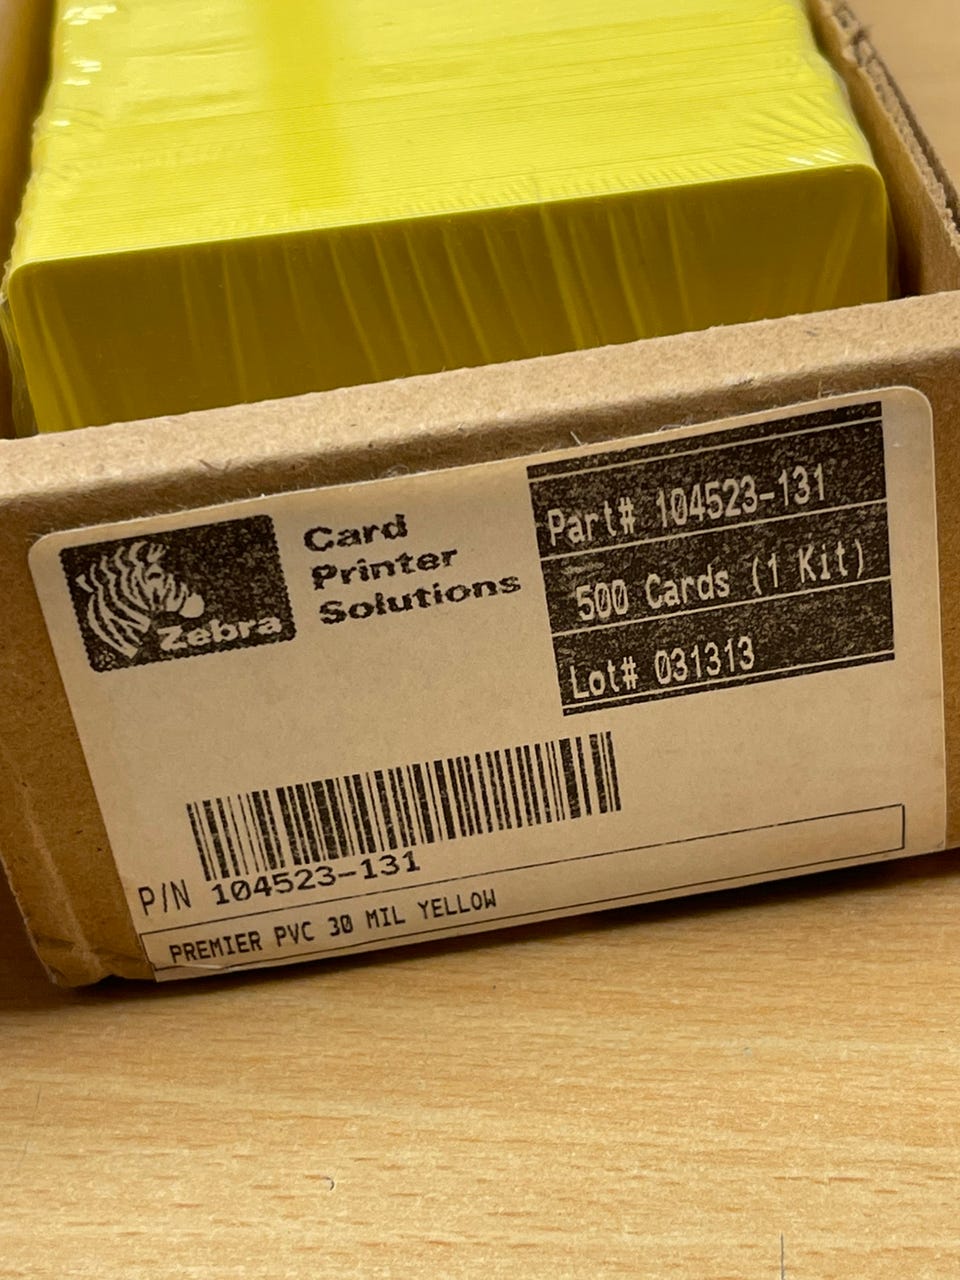 Zebra
Card
Printer
Solutions
Part# 104523-131
500 Cards (1 Kit)
Lot# 031313
P/N 104523-131
PREMIER PVC 30 MIL YELLOW